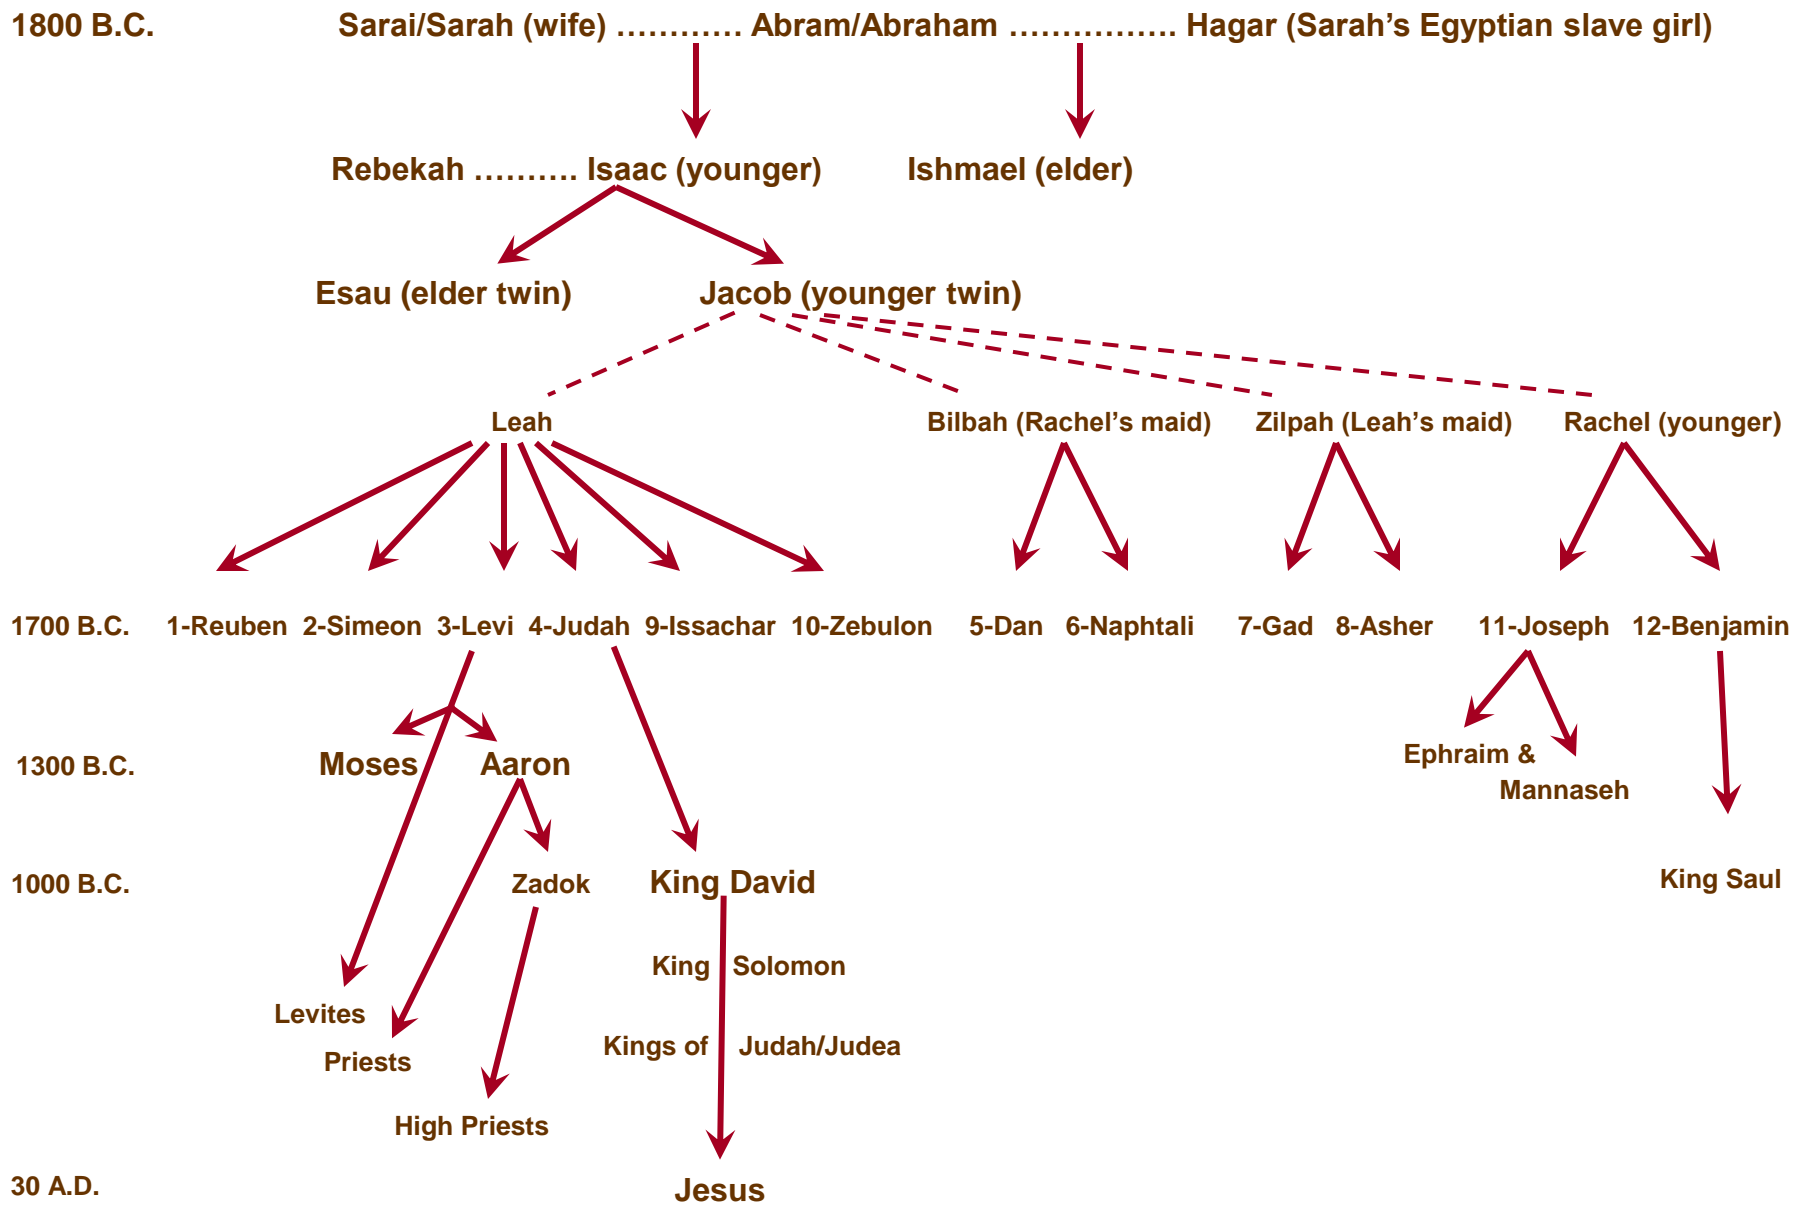 1800 B.C. Sarai/Sarah (wife) ………… Abram/Abraham ……………. Hagar (Sarah’s Egyptian slave girl)
Rebekah ………. Isaac (younger) Ishmael (elder)
Esau (elder twin) Jacob (younger twin)
Leah Bilbah (Rachel’s maid) Zilpah (Leah’s maid) Rachel (younger)
1700 B.C. 1-Reuben 2-Simeon 3-Levi 4-Judah 9-Issachar 10-Zebulon 5-Dan 6-Naphtali 7-Gad 8-Asher 11-Joseph 12-Benjamin
1300 B.C. Moses Aaron Ephraim &
Mannaseh
1000 B.C. Zadok King David King Saul
King Solomon
Levites
Kings of Judah/Judea
Priests
High Priests
30 A.D. Jesus